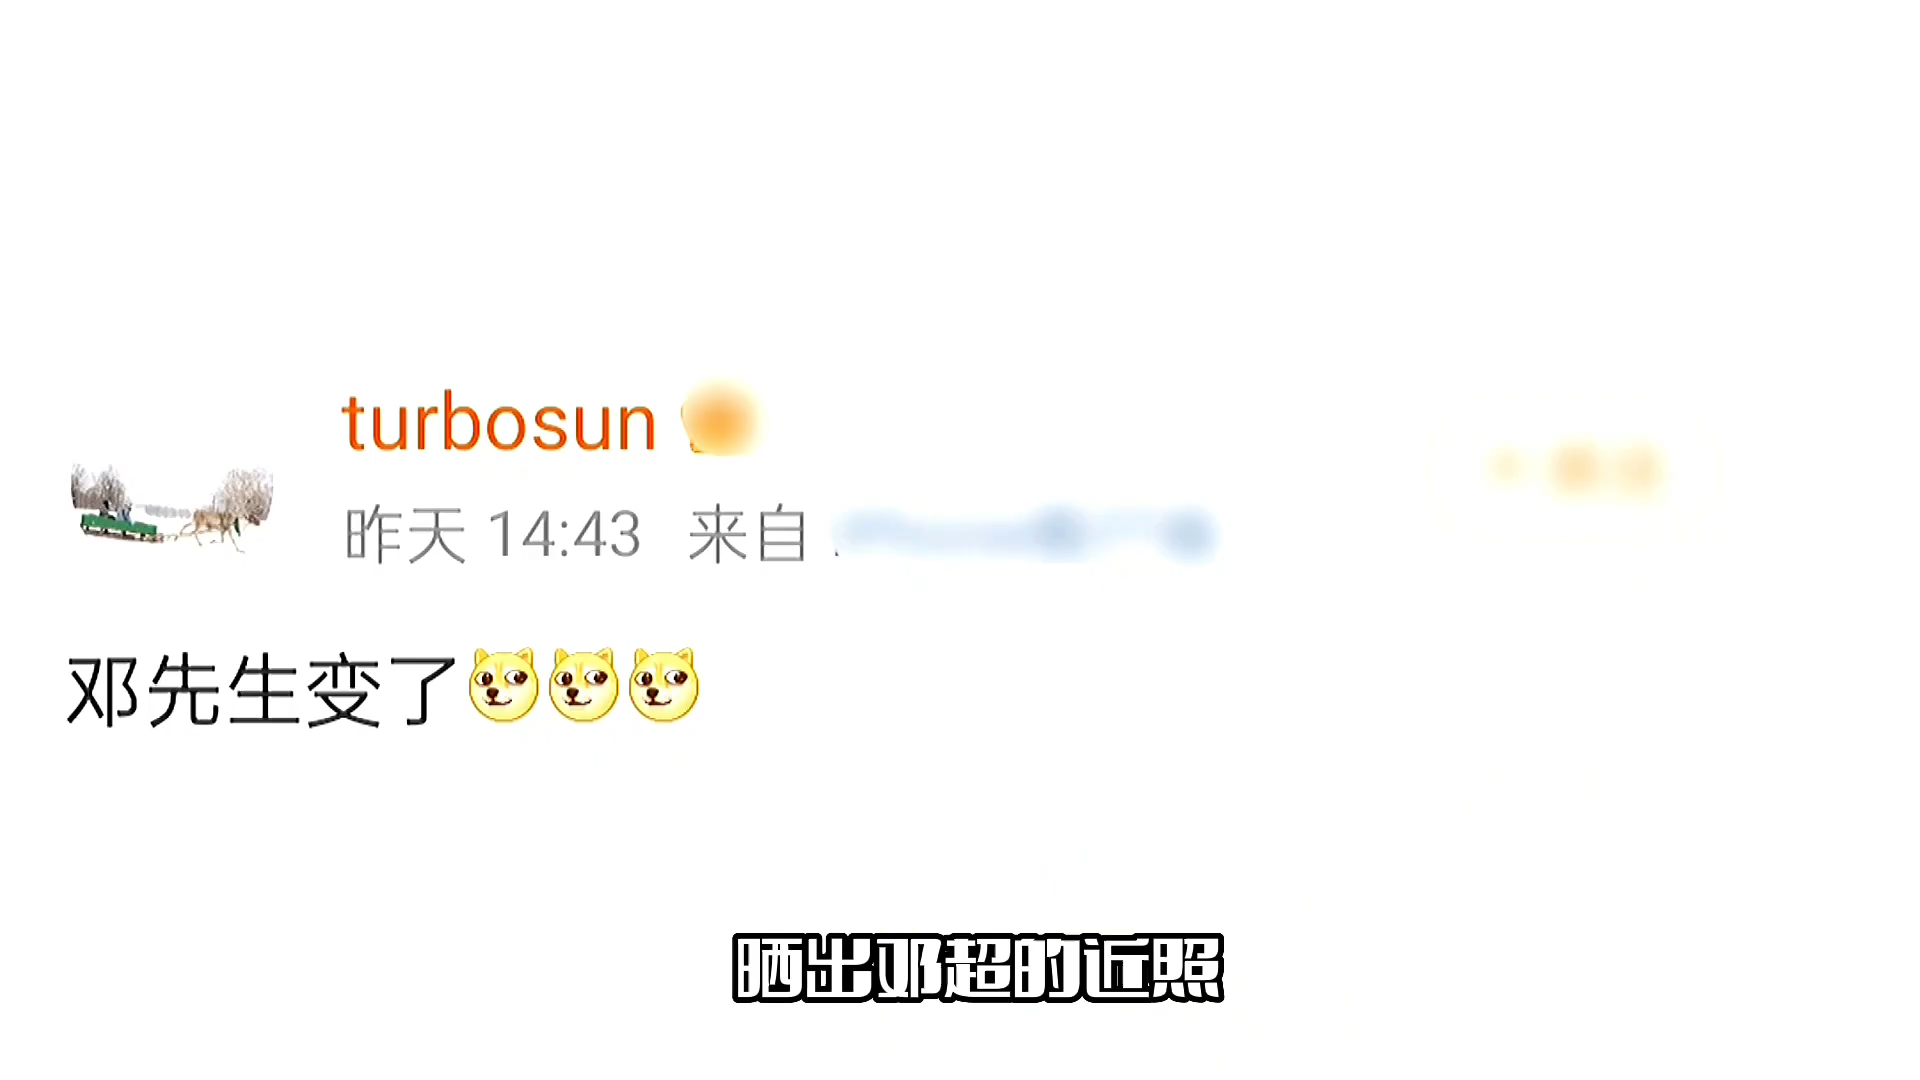 turbosun
昨天 14:43 来自
邓先生变了
晒出邓超的近照